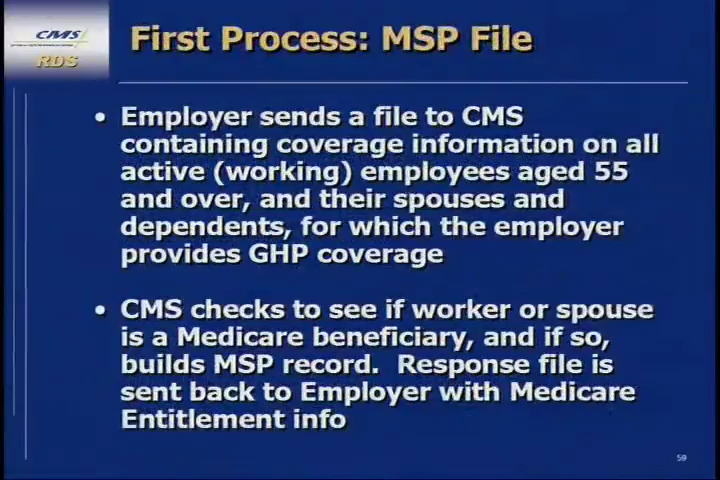 CMS
RDS
First Process: MSP File
• Employer sends a file to CMS
containing coverage information on all
active (working) employees aged 55
and over, and their spouses and
dependents, for which the employer
provides GHP coverage
• CMS checks to see if worker or spouse
is a Medicare beneficiary, and if so,
builds MSP record. Response file is
sent back to Employer with Medicare
Entitlement info
59